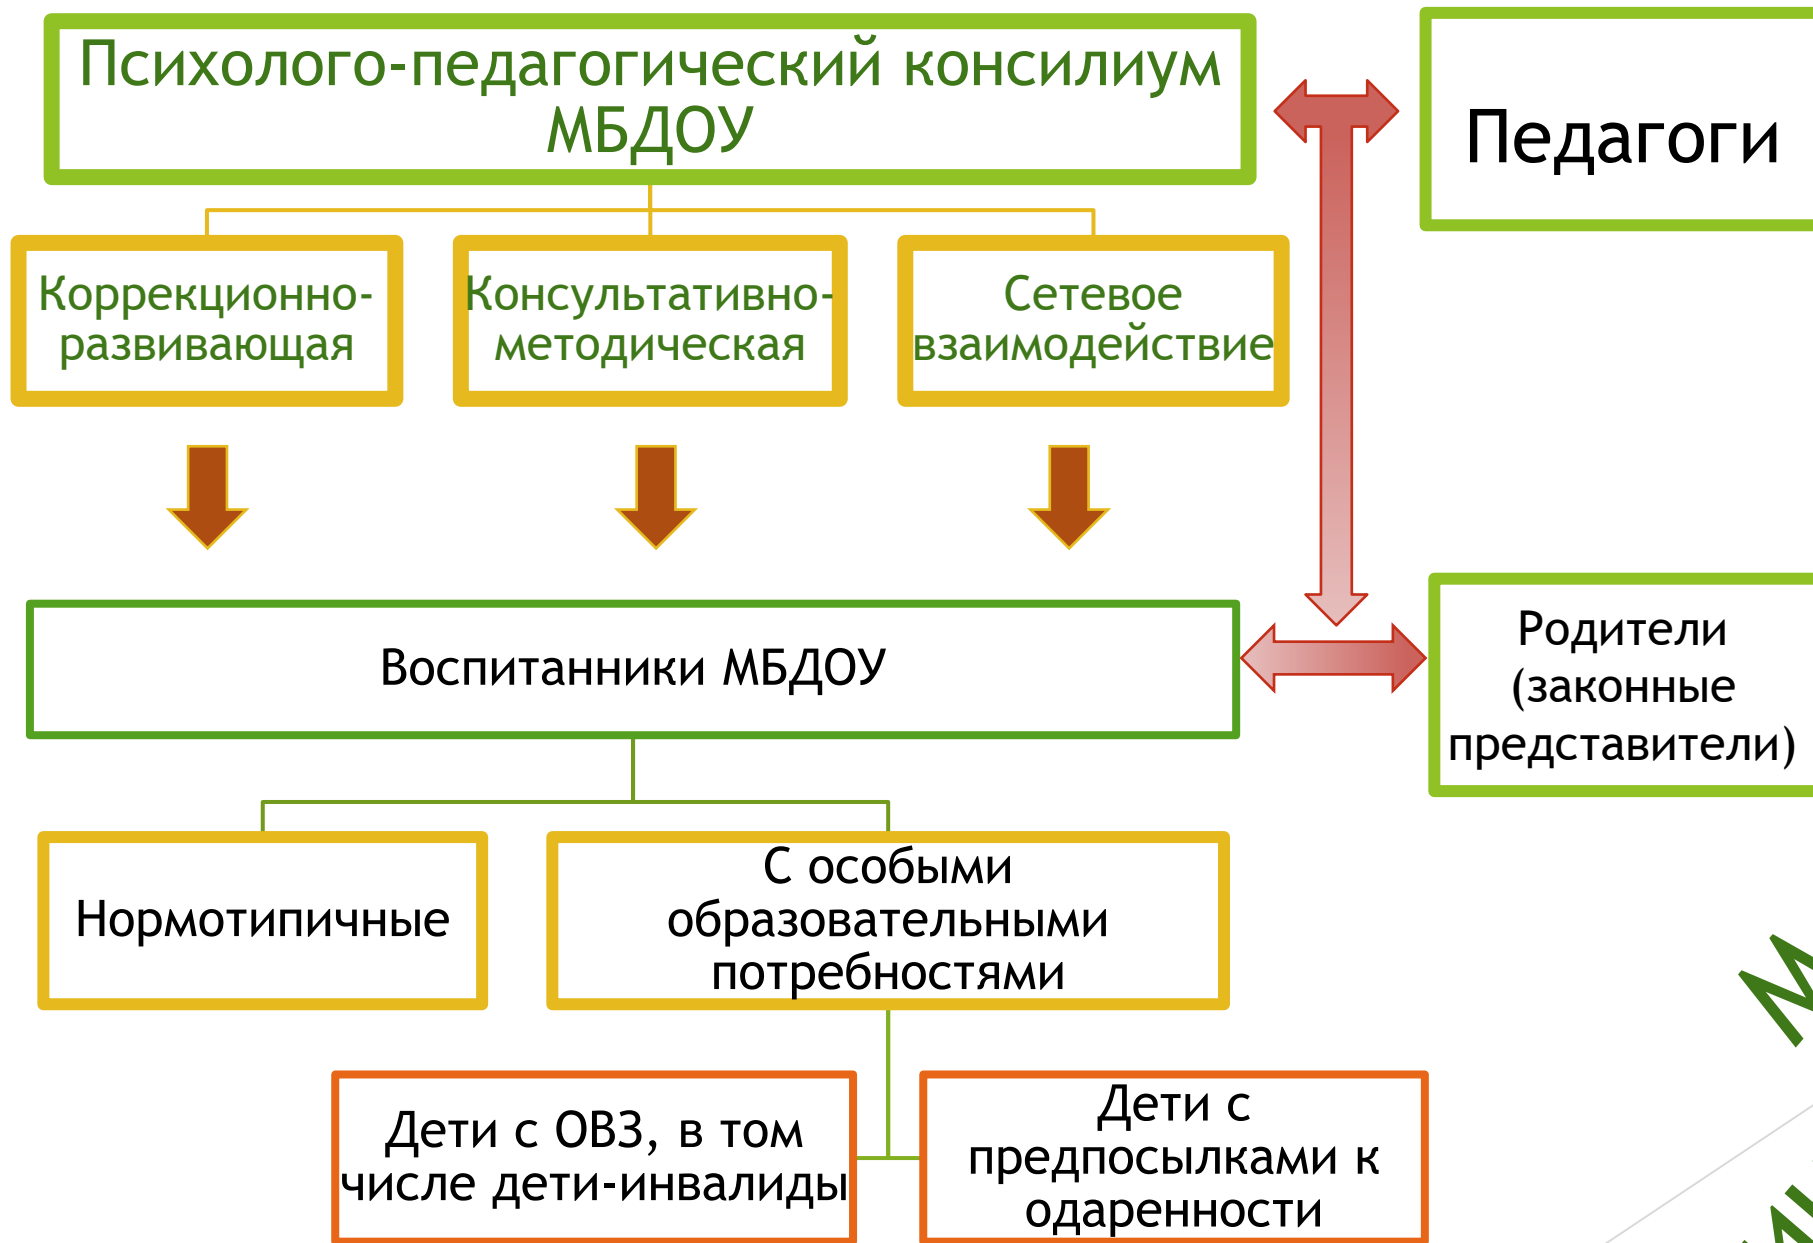 Психолого-педагогический консилиум
МБДОУ
Педагоги
Коррекционно-
развивающая
Консультативно-
методическая
Сетевое
взаимодействие
Воспитанники МБДОУ
Родители
(законные
представители)
Нормотипичные
С особыми
образовательными
потребностями
Дети с ОВЗ, в том
числе дети-инвалиды
Дети с
предпосылками к
одаренности